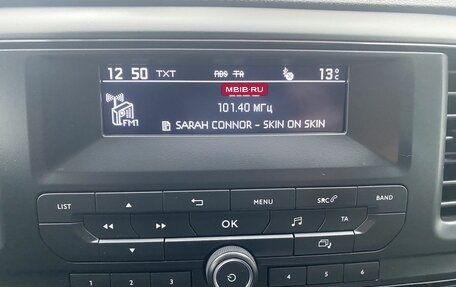 12 50 TXT RDS TA 13°C
MBIB.RU
101.40 МГц
FM1
SARAH CONNOR - SKIN ON SKIN
LIST MENU SRC BAND
OK TA
1 2 3 4 5 6